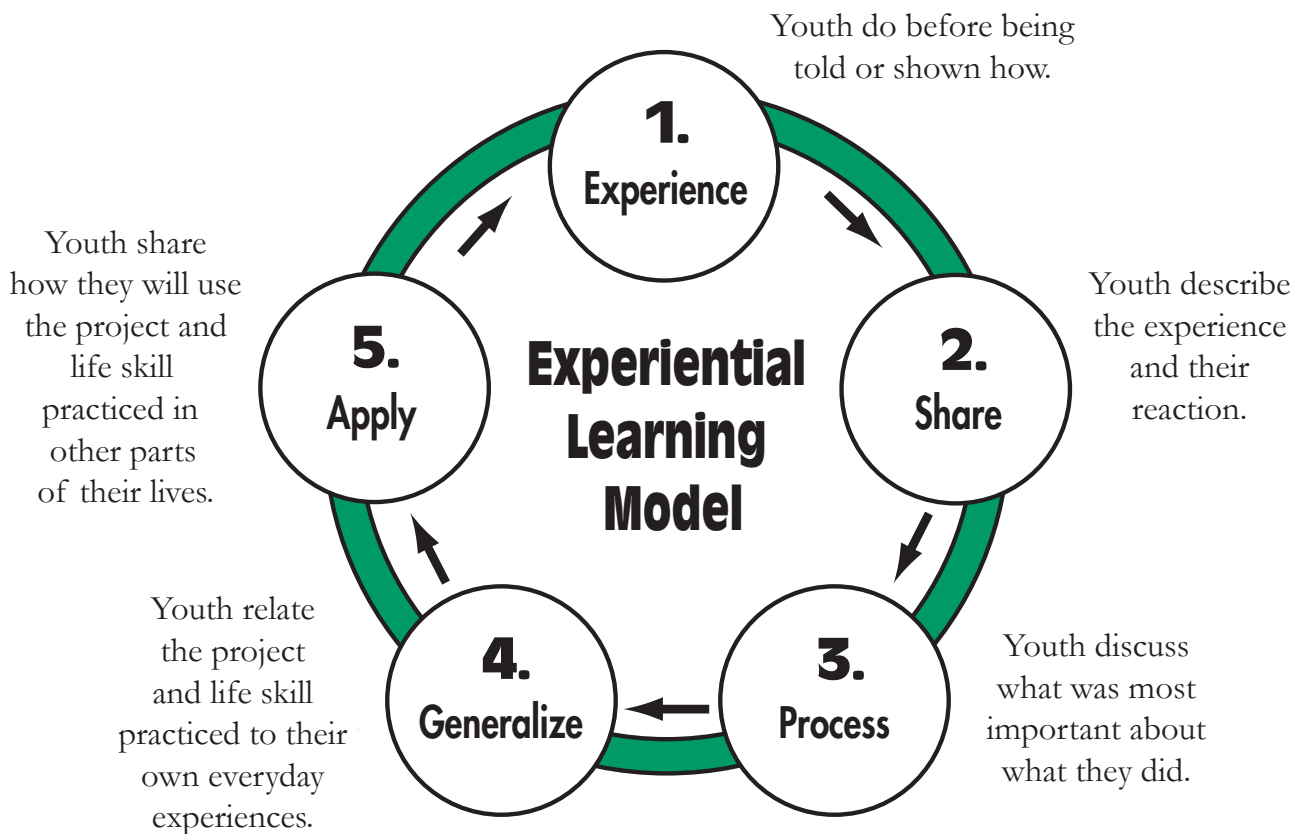 Youth do before being
told or shown how.
1.
Experience
Youth describe
the experience
and their
reaction.
2.
Share
Youth discuss
what was most
important about
what they did.
3.
Process
Youth relate
the project
and life skill
practiced to their
own everyday
experiences.
4.
Generalize
Youth share
how they will use
the project and
life skill
practiced in
other parts
of their lives.
5.
Apply
Experiential
Learning
Model